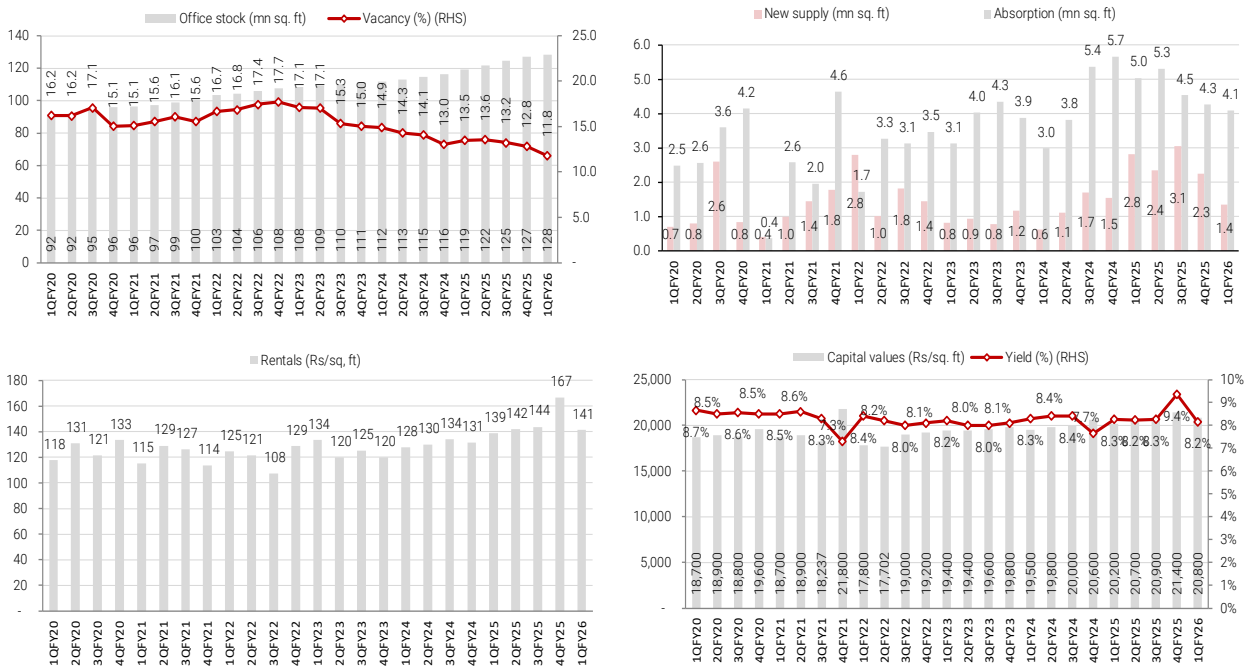 Office stock (mn sq. ft) Vacancy (%) (RHS)
140 120 100 80 60 40 20 0
25.0 20.0 15.0 10.0 5.0 -
16.2 16.2 17.1 15.1 15.1 15.6 16.1 15.6 16.7 16.8 17.4 17.7 17.1 17.1 15.3 15.0 14.9 14.3 14.1 13.0 13.5 13.6 13.2 12.8 11.8
92 92 95 96 96 97 99 100 103 104 106 108 108 109 110 111 112 113 115 116 119 122 125 127 128
1QFY20 2QFY20 3QFY20 4QFY20 1QFY21 2QFY21 3QFY21 4QFY21 1QFY22 2QFY22 3QFY22 4QFY22 1QFY23 2QFY23 3QFY23 4QFY23 1QFY24 2QFY24 3QFY24 4QFY24 1QFY25 2QFY25 3QFY25 4QFY25 1QFY26
New supply (mn sq. ft) Absorption (mn sq. ft)
6.0 5.0 4.0 3.0 2.0 1.0 0.0
2.5 2.6 3.6 4.2 0.4 2.6 2.0 4.6 1.7 3.3 3.1 3.5 3.1 4.0 4.3 3.9 3.0 3.8 5.4 5.7 5.0 5.3 4.5 4.3 4.1
0.7 0.8 2.6 0.8 0.4 1.0 1.4 1.8 2.8 1.0 1.8 1.4 0.8 0.9 0.8 1.2 0.6 1.1 1.7 1.5 2.8 2.4 3.1 2.3 1.4
1QFY20 2QFY20 3QFY20 4QFY20 1QFY21 2QFY21 3QFY21 4QFY21 1QFY22 2QFY22 3QFY22 4QFY22 1QFY23 2QFY23 3QFY23 4QFY23 1QFY24 2QFY24 3QFY24 4QFY24 1QFY25 2QFY25 3QFY25 4QFY25 1QFY26
Rentals (Rs/sq, ft)
180 160 140 120 100 80 60 40 20 -
118 131 121 133 115 129 127 114 125 121 108 129 134 120 125 120 128 130 134 131 139 142 144 167 141
1QFY20 2QFY20 3QFY20 4QFY20 1QFY21 2QFY21 3QFY21 4QFY21 1QFY22 2QFY22 3QFY22 4QFY22 1QFY23 2QFY23 3QFY23 4QFY23 1QFY24 2QFY24 3QFY24 4QFY24 1QFY25 2QFY25 3QFY25 4QFY25 1QFY26
Capital values (Rs/sq. ft) Yield (%) (RHS)
25,000 20,000 15,000 10,000 5,000 -
10% 9% 8% 7% 6% 5% 4% 3% 2% 1% 0%
8.7% 8.5% 8.6% 8.5% 8.5% 8.6% 8.3% 7.3% 8.4% 8.2% 8.0% 8.1% 8.2% 8.0% 8.0% 8.1% 8.3% 8.4% 8.4% 7.7% 8.3% 8.2% 8.3% 9.4% 8.2%
18,700 18,900 18,800 19,600 18,700 18,900 18,237 21,800 17,800 17,702 19,000 19,200 19,400 19,400 19,600 19,800 19,500 19,800 20,000 20,600 20,200 20,700 20,900 21,400 20,800
1QFY20 2QFY20 3QFY20 4QFY20 1QFY21 2QFY21 3QFY21 4QFY21 1QFY22 2QFY22 3QFY22 4QFY22 1QFY23 2QFY23 3QFY23 4QFY23 1QFY24 2QFY24 3QFY24 4QFY24 1QFY25 2QFY25 3QFY25 4QFY25 1QFY26